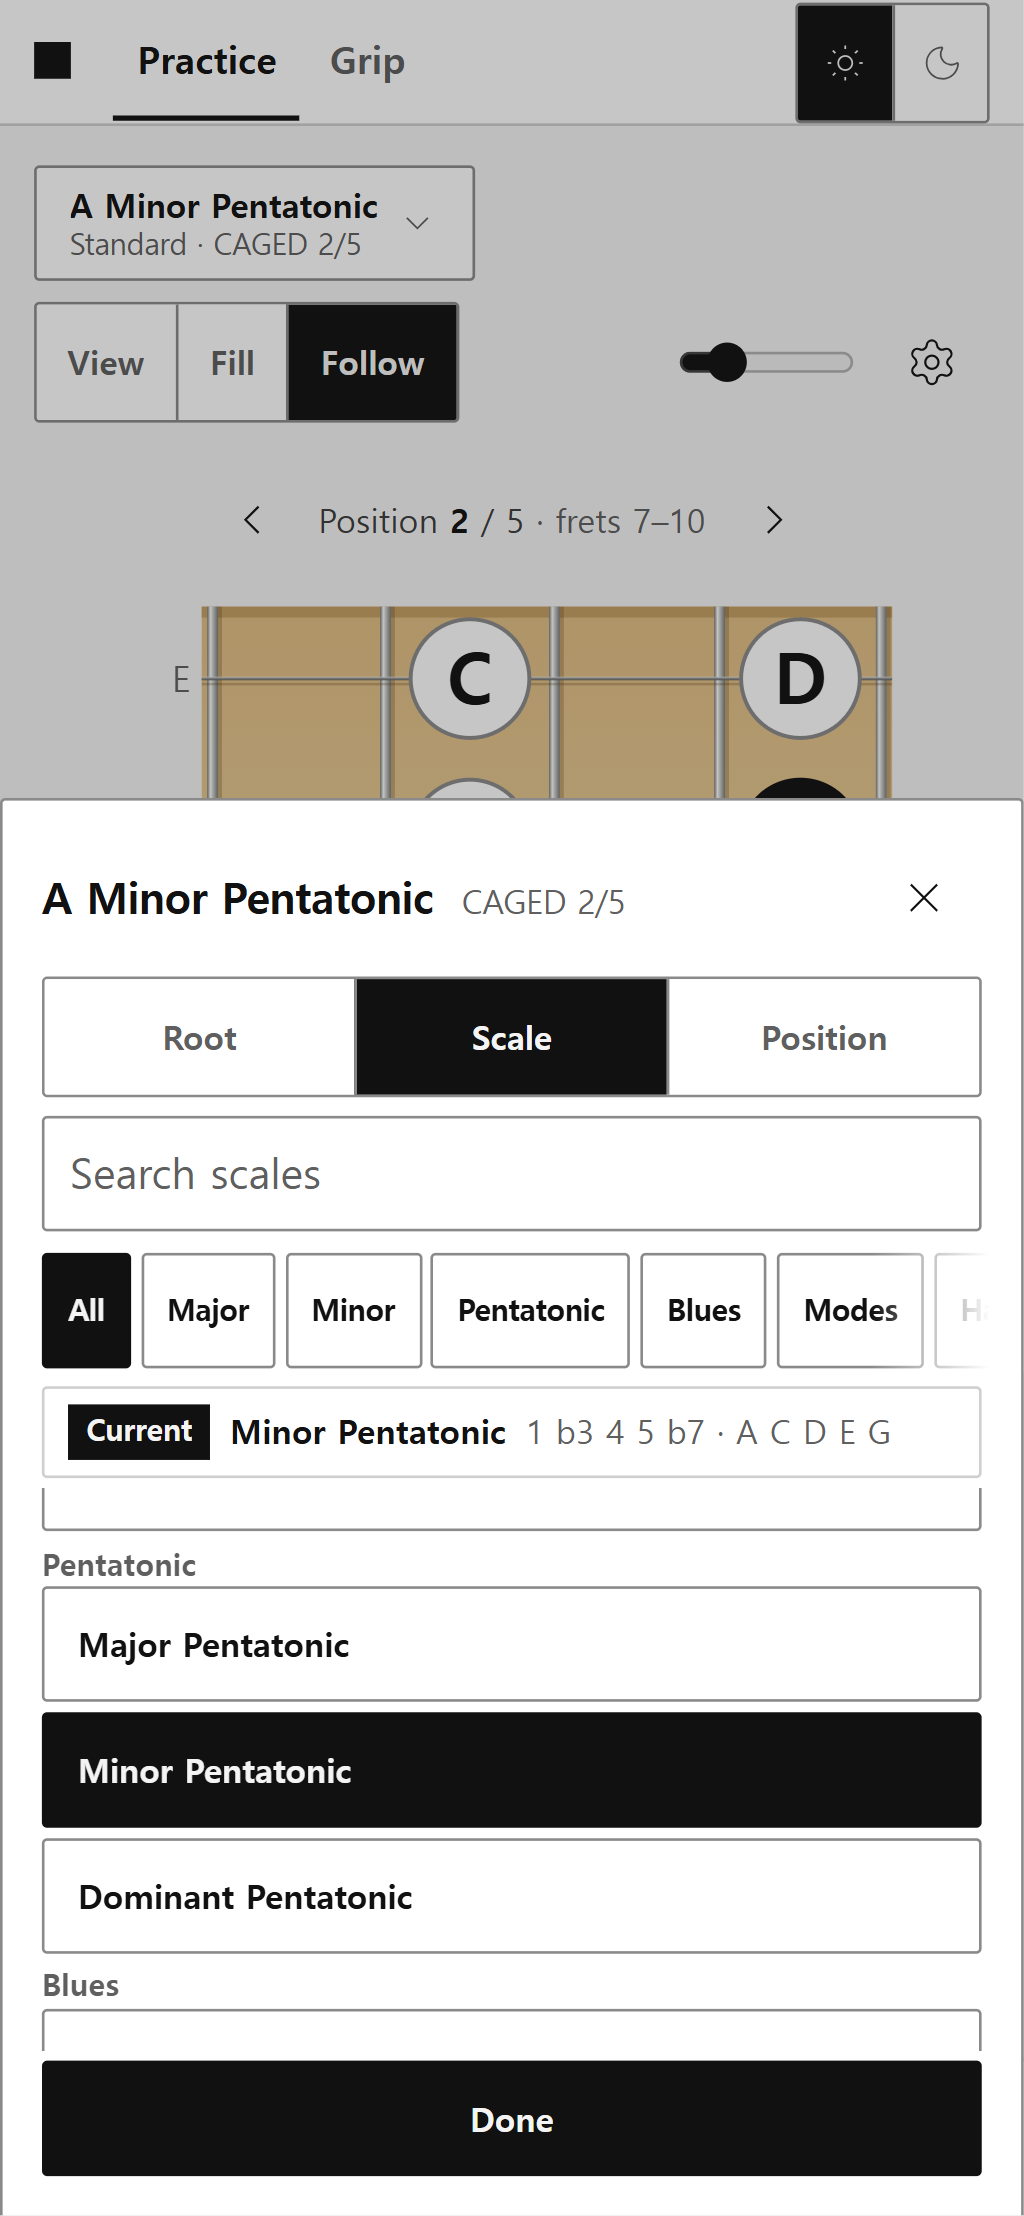 Practice Grip
A Minor Pentatonic
Standard · CAGED 2/5
View Fill Follow
Position 2 / 5 · frets 7–10
E C D
A Minor Pentatonic CAGED 2/5
Root Scale Position
Search scales
All Major Minor Pentatonic Blues Modes
Current Minor Pentatonic 1 b3 4 5 b7 · A C D E G
Pentatonic
Major Pentatonic
Minor Pentatonic
Dominant Pentatonic
Blues
Done